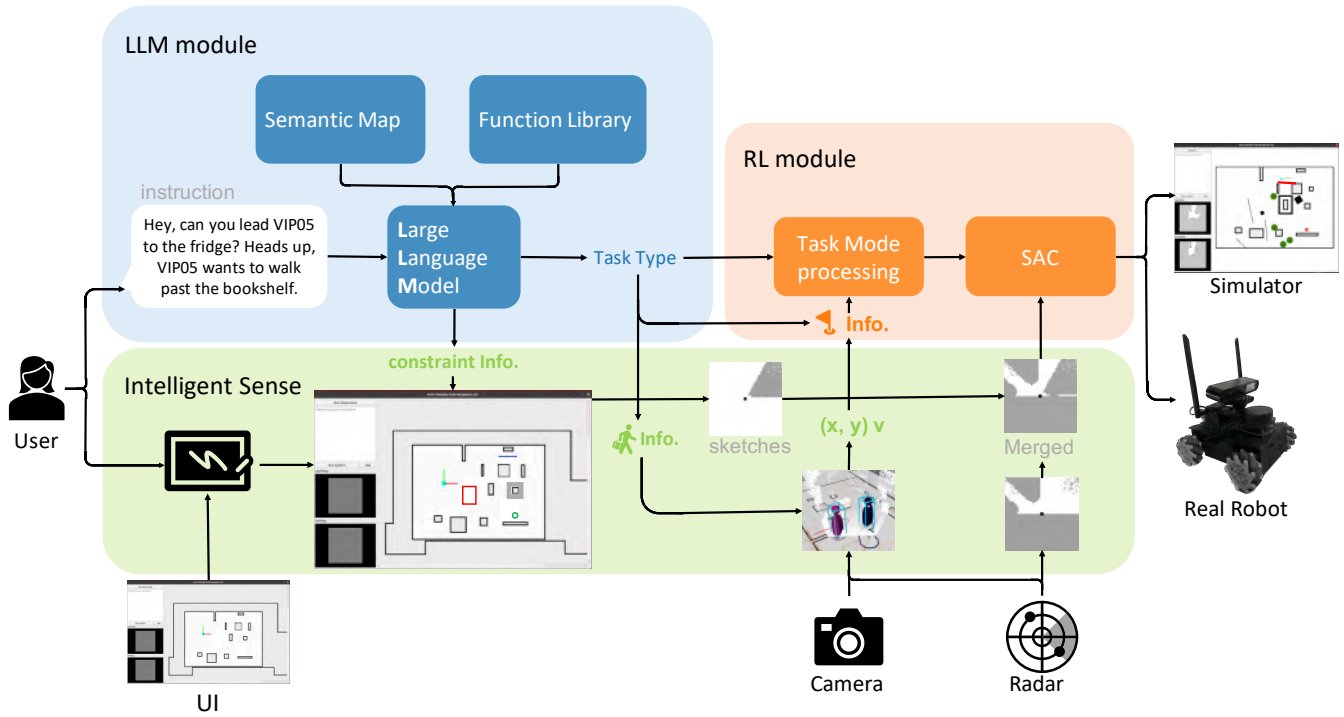 LLM module
Semantic Map
Function Library
instruction
Hey, can you lead VIP05
to the fridge? Heads up,
VIP05 wants to walk
past the bookshelf.
Large
Language
Model
Task Type
RL module
Task Mode
processing
SAC
Info.
Simulator
constraint Info.
Intelligent Sense
User
Info.
sketches
(x, y) v
Merged
Real Robot
UI
Camera
Radar